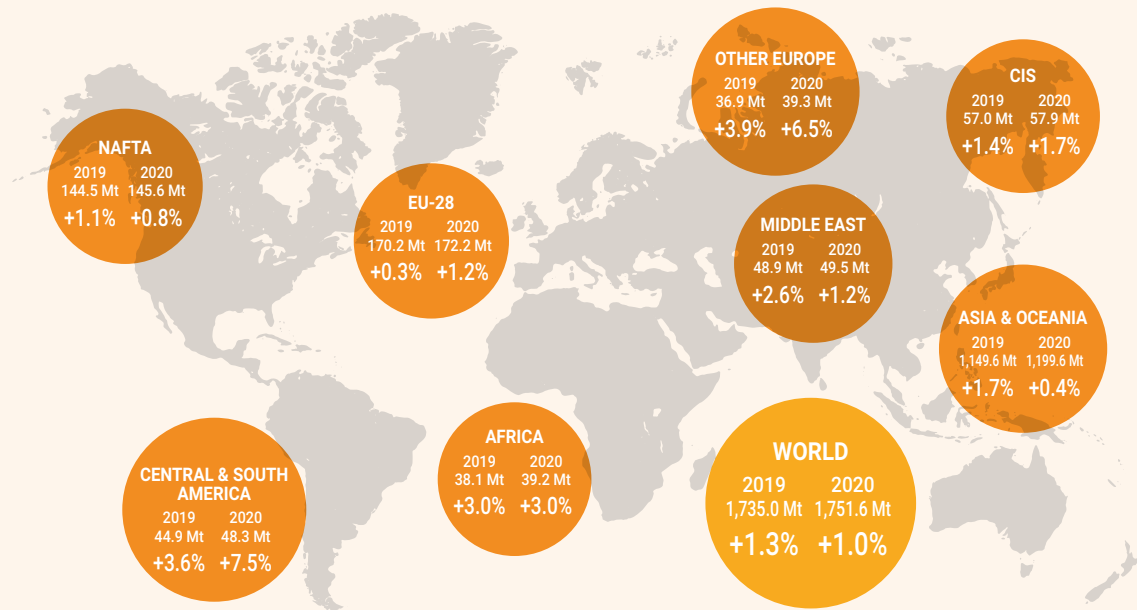 OTHER EUROPE
2019 2020
36.9 Mt 39.3 Mt
+3.9% +6.5%
CIS
2019 2020
57.0 Mt 57.9 Mt
+1.4% +1.7%
NAFTA
2019 2020
144.5 Mt 145.6 Mt
+1.1% +0.8%
EU-28
2019 2020
170.2 Mt 172.2 Mt
+0.3% +1.2%
MIDDLE EAST
2019 2020
48.9 Mt 49.5 Mt
+2.6% +1.2%
ASIA & OCEANIA
2019 2020
1,149.6 Mt 1,199.6 Mt
+1.7% +0.4%
CENTRAL & SOUTH
AMERICA
2019 2020
44.9 Mt 48.3 Mt
+3.6% +7.5%
AFRICA
2019 2020
38.1 Mt 39.2 Mt
+3.0% +3.0%
WORLD
2019 2020
1,735.0 Mt 1,751.6 Mt
+1.3% +1.0%